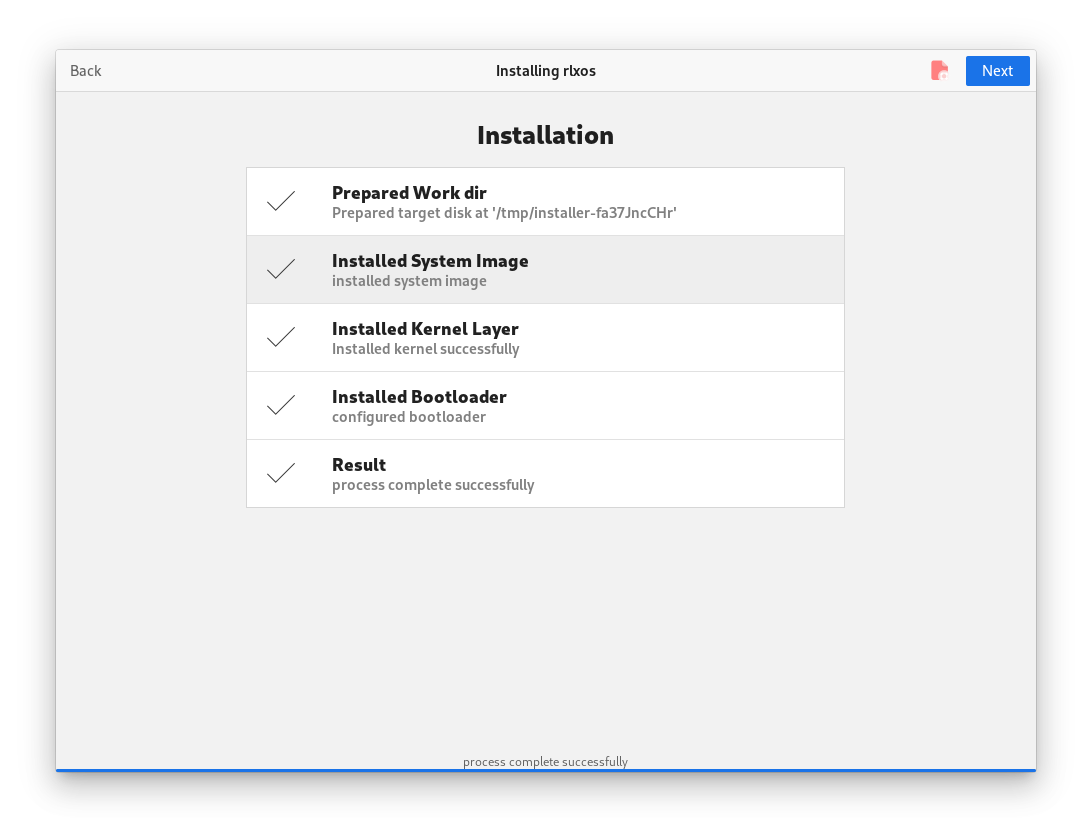 Back
Installing rlxos
Next
Installation
Prepared Work dir
Prepared target disk at '/tmp/installer-fa37JncCHr'
Installed System Image
installed system image
Installed Kernel Layer
Installed kernel successfully
Installed Bootloader
configured bootloader
Result
process complete successfully
process complete successfully